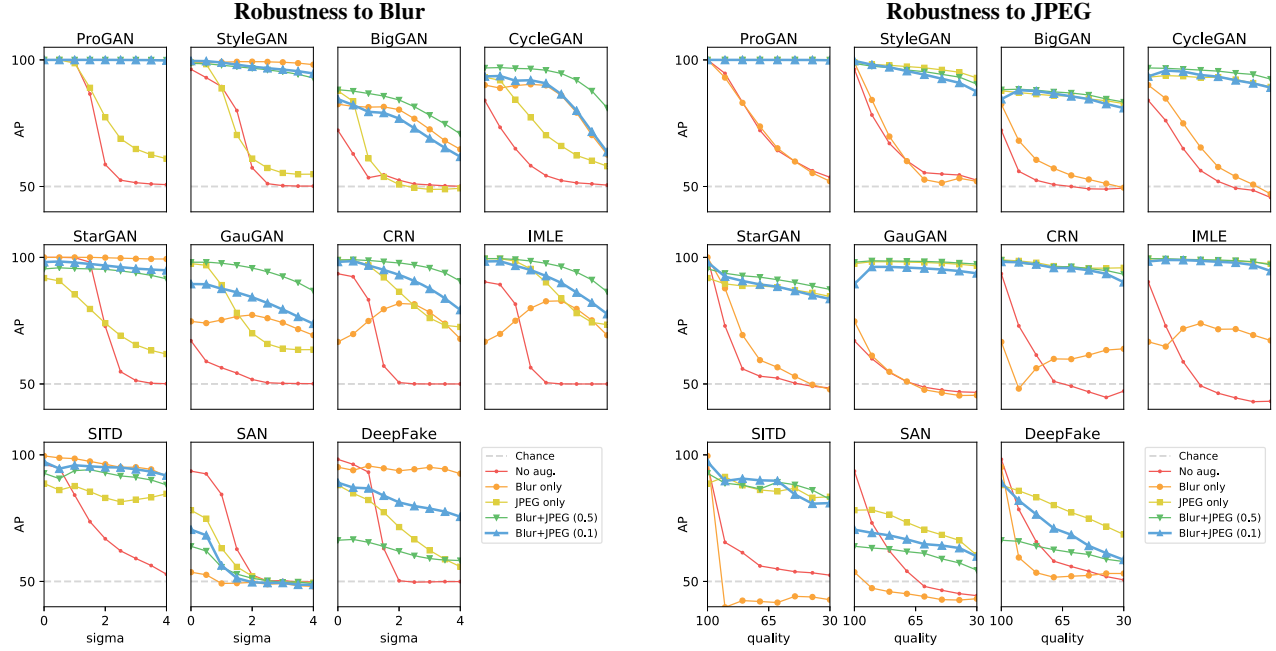 Robustness to Blur
ProGAN
StyleGAN
BigGAN
CycleGAN
100
AP
50
StarGAN
GauGAN
CRN
IMLE
100
AP
50
SITD
SAN
DeepFake
100
AP
50
0
2
4
sigma
0
2
4
sigma
0
2
4
sigma
Chance
No aug.
Blur only
JPEG only
Blur+JPEG (0.5)
Blur+JPEG (0.1)
Robustness to JPEG
ProGAN
StyleGAN
BigGAN
CycleGAN
StarGAN
GauGAN
CRN
IMLE
SITD
SAN
DeepFake
100
65
30
quality
100
65
30
quality
100
65
30
quality
Chance
No aug.
Blur only
JPEG only
Blur+JPEG (0.5)
Blur+JPEG (0.1)
100
AP
50
100
AP
50
100
AP
50